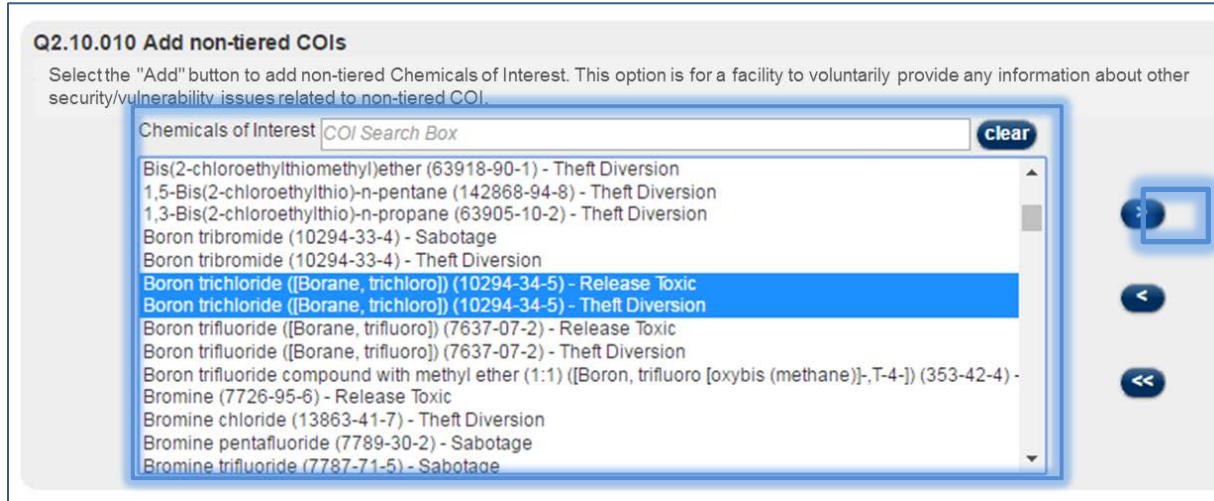 Q2.10.010 Add non-tiered COIs
Select the "Add" button to add non-tiered Chemicals of Interest. This option is for a facility to voluntarily provide any information about other
security/vulnerability issues related to non-tiered COI.
Chemicals of Interest COI Search Box clear
Bis(2-chloroethylthiomethyl)ether (63918-90-1) - Theft Diversion
1,5-Bis(2-chloroethylthio)-n-pentane (142868-94-8) - Theft Diversion
1,3-Bis(2-chloroethylthio)-n-propane (63905-10-2) - Theft Diversion
Boron tribromide (10294-33-4) - Sabotage
Boron tribromide (10294-33-4) - Theft Diversion
Boron trichloride ([Borane, trichloro]) (10294-34-5) - Release Toxic
Boron trichloride ([Borane, trichloro]) (10294-34-5) - Theft Diversion
Boron trifluoride ([Borane, trifluoro]) (7637-07-2) - Release Toxic
Boron trifluoride ([Borane, trifluoro]) (7637-07-2) - Theft Diversion
Boron trifluoride compound with methyl ether (1:1) ([Boron, trifluoro [oxybis (methane)]-,T-4-]) (353-42-4) -
Bromine (7726-95-6) - Release Toxic
Bromine chloride (13863-41-7) - Theft Diversion
Bromine pentafluoride (7789-30-2) - Sabotage
Bromine trifluoride (7787-71-5) - Sabotage
>
<
<<